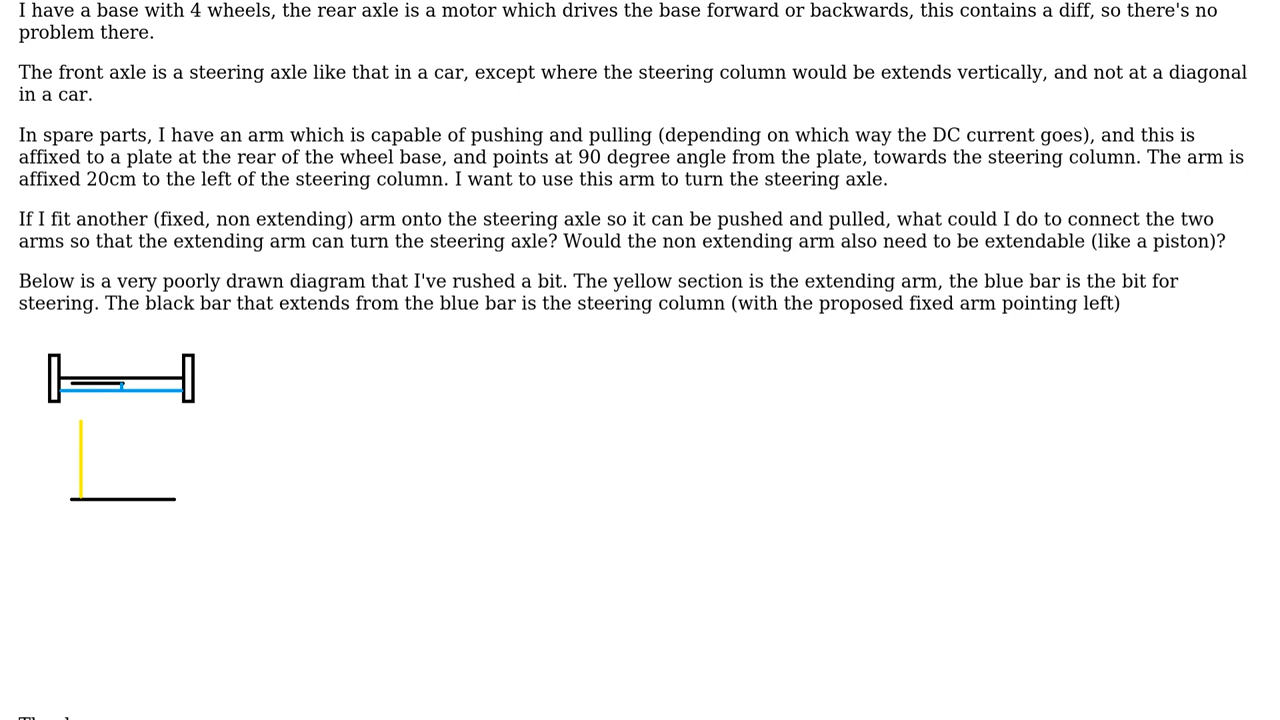 I have a base with 4 wheels, the rear axle is a motor which drives the base forward or backwards, this contains a diff, so there's no
problem there.
The front axle is a steering axle like that in a car, except where the steering column would be extends vertically, and not at a diagonal
in a car.
In spare parts, I have an arm which is capable of pushing and pulling (depending on which way the DC current goes), and this is
affixed to a plate at the rear of the wheel base, and points at 90 degree angle from the plate, towards the steering column. The arm is
affixed 20cm to the left of the steering column. I want to use this arm to turn the steering axle.
If I fit another (fixed, non extending) arm onto the steering axle so it can be pushed and pulled, what could I do to connect the two
arms so that the extending arm can turn the steering axle? Would the non extending arm also need to be extendable (like a piston)?
Below is a very poorly drawn diagram that I've rushed a bit. The yellow section is the extending arm, the blue bar is the bit for
steering. The black bar that extends from the blue bar is the steering column (with the proposed fixed arm pointing left)